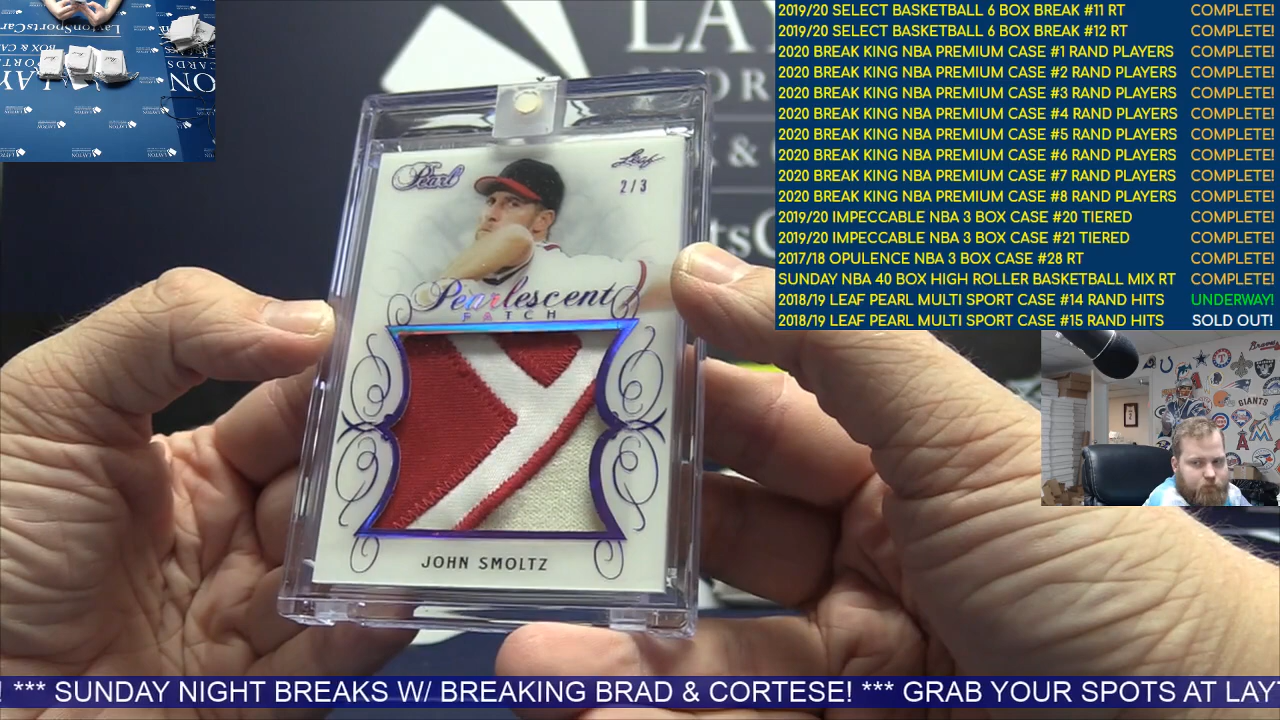 LAY
SPOR
& C
tsC
Pearl
Leaf
2/3
Pearlescent
PATCH
JOHN SMOLTZ
2019/20 SELECT BASKETBALL 6 BOX BREAK #11 RT COMPLETE!
2019/20 SELECT BASKETBALL 6 BOX BREAK #12 RT COMPLETE!
2020 BREAK KING NBA PREMIUM CASE #1 RAND PLAYERS COMPLETE!
2020 BREAK KING NBA PREMIUM CASE #2 RAND PLAYERS COMPLETE!
2020 BREAK KING NBA PREMIUM CASE #3 RAND PLAYERS COMPLETE!
2020 BREAK KING NBA PREMIUM CASE #4 RAND PLAYERS COMPLETE!
2020 BREAK KING NBA PREMIUM CASE #5 RAND PLAYERS COMPLETE!
2020 BREAK KING NBA PREMIUM CASE #6 RAND PLAYERS COMPLETE!
2020 BREAK KING NBA PREMIUM CASE #7 RAND PLAYERS COMPLETE!
2020 BREAK KING NBA PREMIUM CASE #8 RAND PLAYERS COMPLETE!
2019/20 IMPECCABLE NBA 3 BOX CASE #20 TIERED COMPLETE!
2019/20 IMPECCABLE NBA 3 BOX CASE #21 TIERED COMPLETE!
2017/18 OPULENCE NBA 3 BOX CASE #28 RT COMPLETE!
SUNDAY NBA 40 BOX HIGH ROLLER BASKETBALL MIX RT COMPLETE!
2018/19 LEAF PEARL MULTI SPORT CASE #14 RAND HITS UNDERWAY!
2018/19 LEAF PEARL MULTI SPORT CASE #15 RAND HITS SOLD OUT!
Braves
GIANTS
! *** SUNDAY NIGHT BREAKS W/ BREAKING BRAD & CORTESE! *** GRAB YOUR SPOTS AT LAY